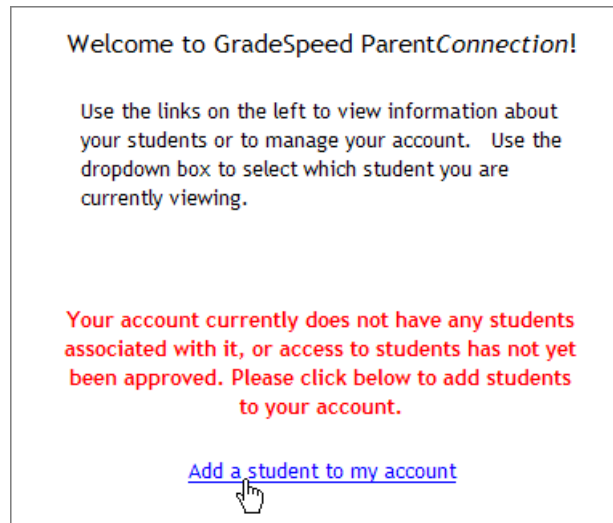 Welcome to GradeSpeed ParentConnection!
Use the links on the left to view information about
your students or to manage your account.   Use the
dropdown box to select which student you are
currently viewing.
Your account currently does not have any students
associated with it, or access to students has not yet
been approved. Please click below to add students
to your account.
Add a student to my account